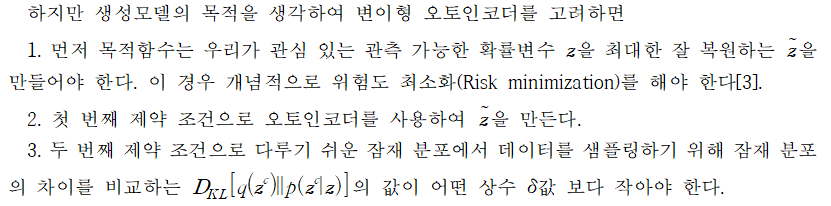 하지만 생성모델의 목적을 생각하여 변이형 오토인코더를 고려하면
1. 먼저 목적함수는 우리가 관심 있는 관측 가능한 확률변수 z을 최대한 잘 복원하는 z̃을
만들어야 한다. 이 경우 개념적으로 위험도 최소화(Risk minimization)를 해야 한다[3].
2. 첫 번째 제약 조건으로 오토인코더를 사용하여 z̃을 만든다.
3. 두 번째 제약 조건으로 다루기 쉬운 잠재 분포에서 데이터를 샘플링하기 위해 잠재 분포
의 차이를 비교하는 D_{KL}[q(z^c)||p(z^c|z)]의 값이 어떤 상수 δ값 보다 작아야 한다.